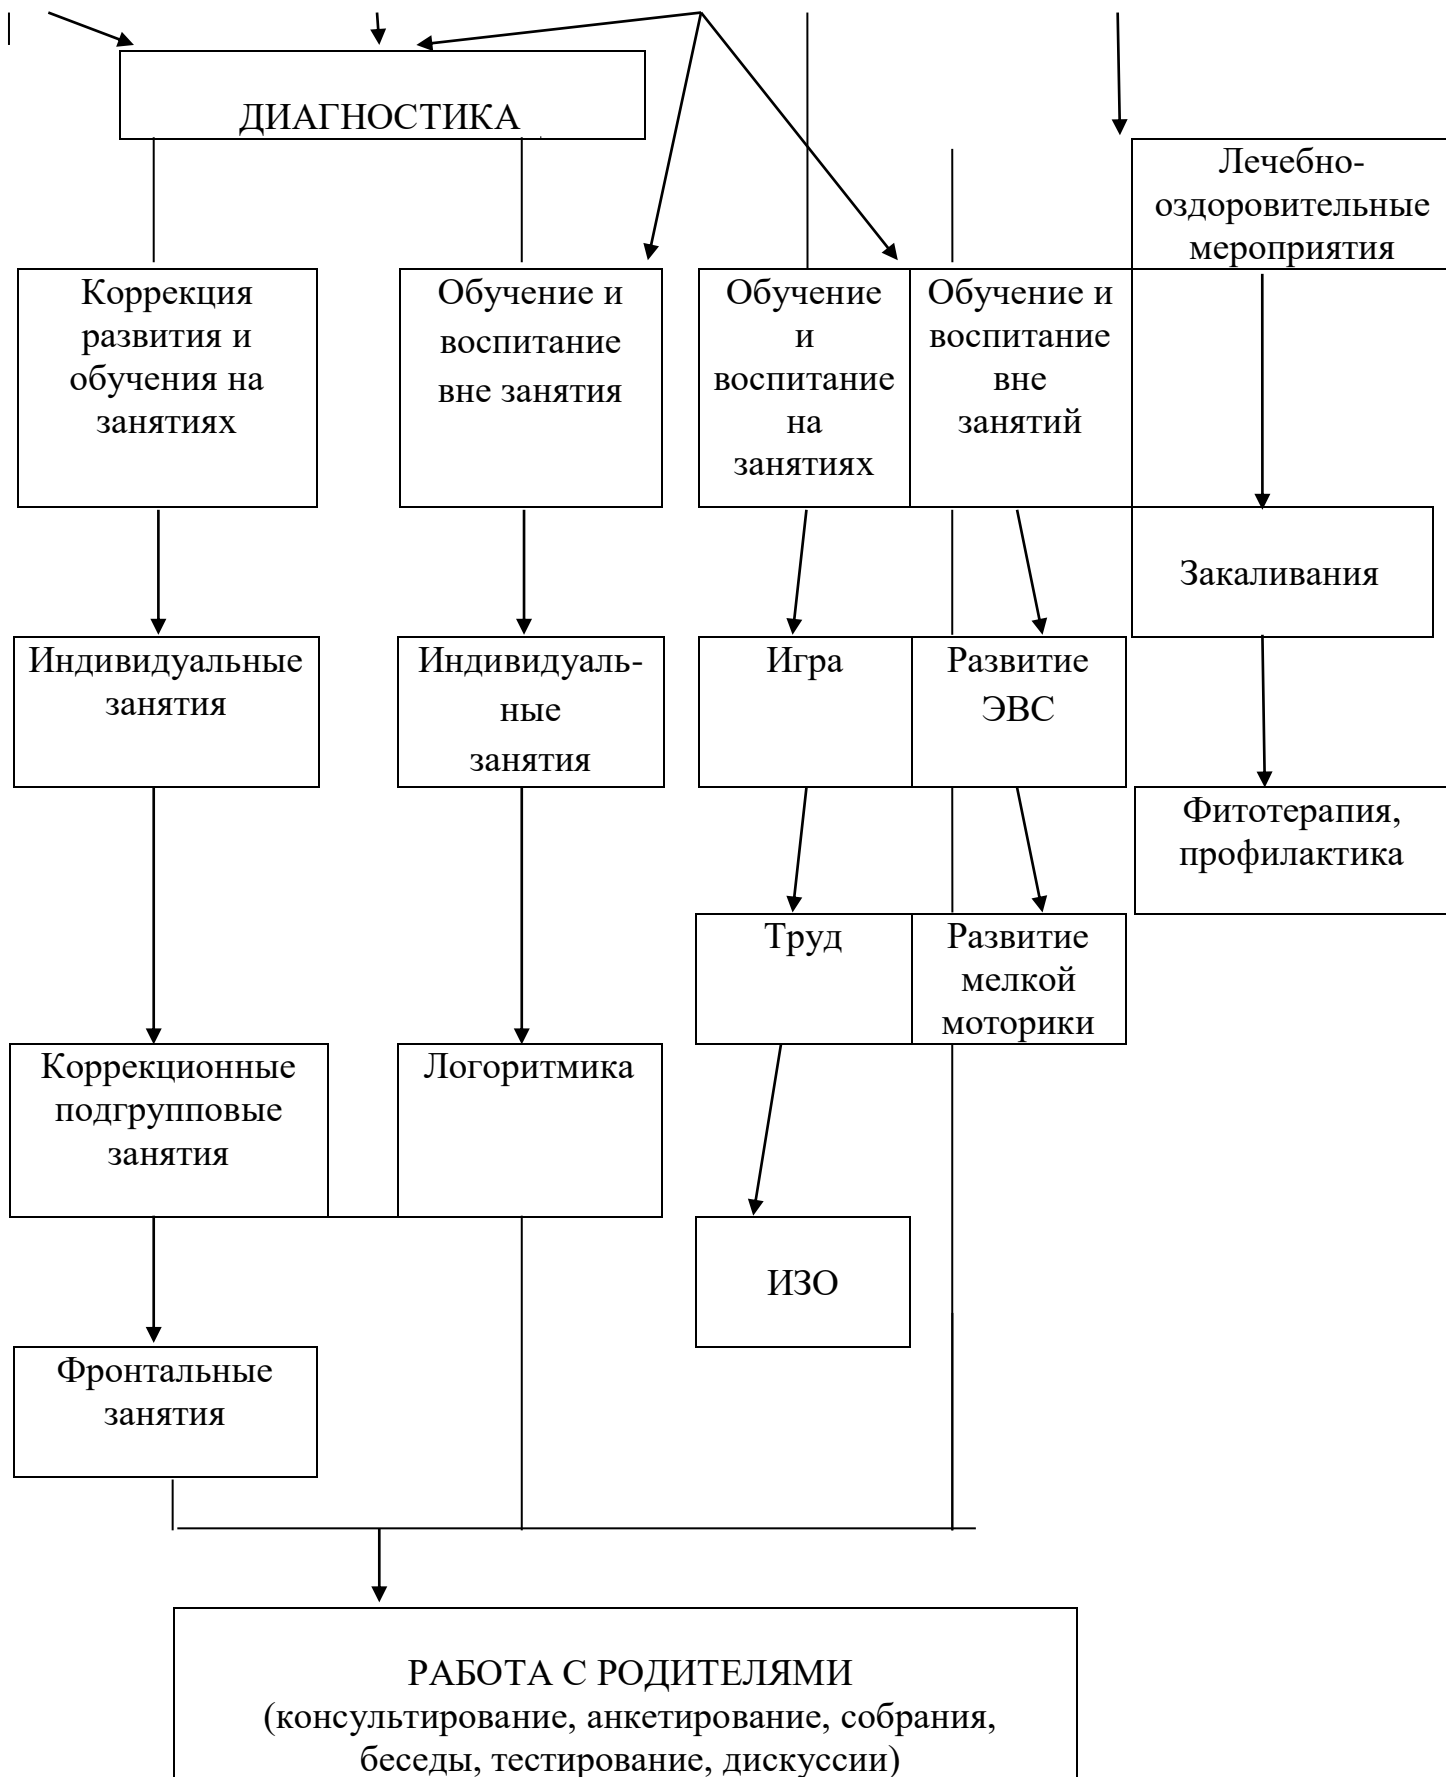 ДИАГНОСТИКА
Лечебно-
оздоровительные
мероприятия
Коррекция
развития и
обучения на
занятиях
Обучение и
воспитание
вне занятия
Обучение
и
воспитание
на
занятиях
Обучение и
воспитание
вне
занятий
Закаливания
Индивидуальные
занятия
Индивидуаль-
ные
занятия
Игра
Развитие
ЭВС
Фитотерапия,
профилактика
Труд
Развитие
мелкой
моторики
Коррекционные
подгрупповые
занятия
Логоритмика
ИЗО
Фронтальные
занятия
РАБОТА С РОДИТЕЛЯМИ
(консультирование, анкетирование, собрания,
беседы, тестирование, дискуссии)